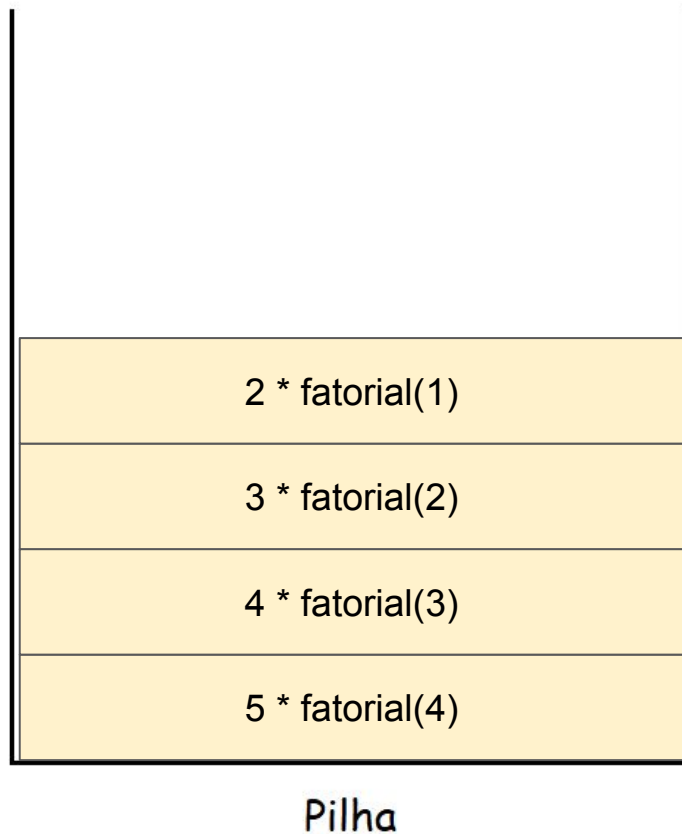 2 * fatorial(1)
3 * fatorial(2)
4 * fatorial(3)
5 * fatorial(4)
Pilha